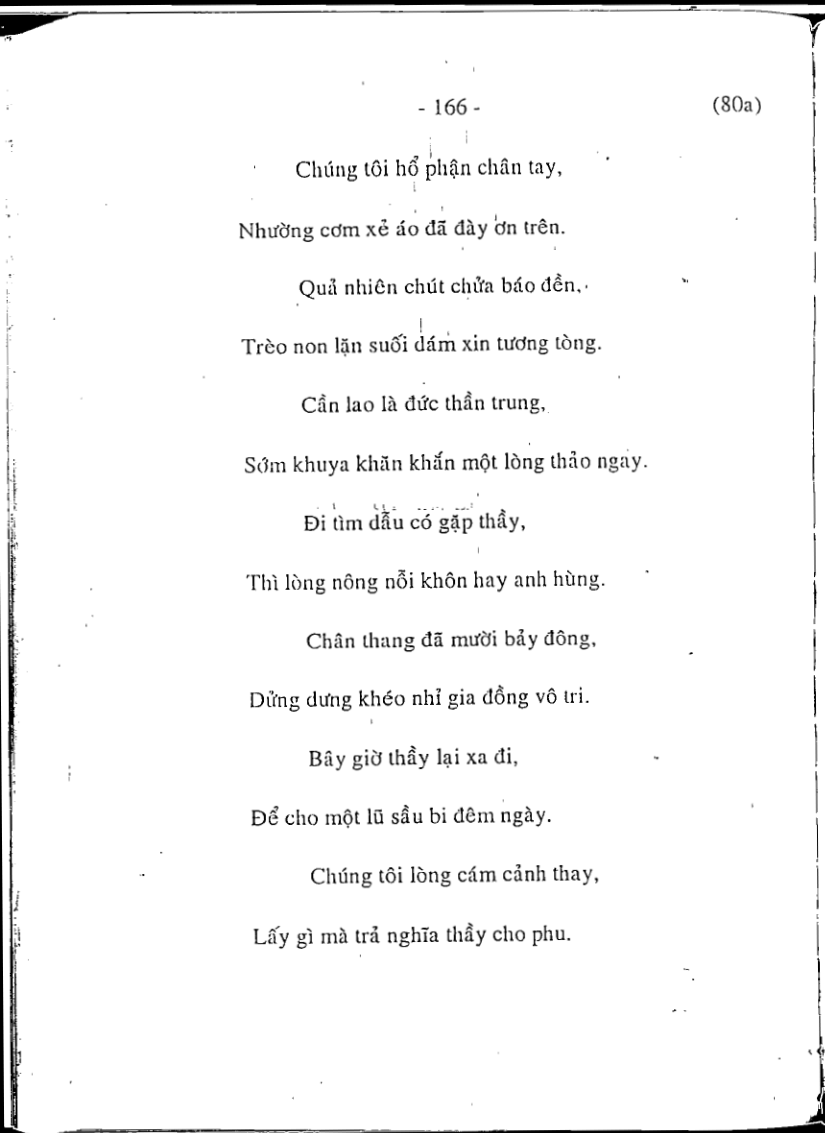 - 166 -
(80a)
Chúng tôi hổ phận chân tay,
Nhường cơm xẻ áo đã đày ơn trên.
Quả nhiên chút chửa báo đền,
Trèo non lặn suối dám xin tương tòng.
Cần lao là đức thần trung,
Sớm khuya khăn khắn một lòng thảo ngay.
Đi tìm dẫu có gặp thầy,
Thì lòng nông nỗi khôn hay anh hùng.
Chân thang đã mười bảy đông,
Dửng dưng khéo nhỉ gia đồng vô tri.
Bây giờ thầy lại xa đi,
Để cho một lũ sầu bi đêm ngày.
Chúng tôi lòng cám cảnh thay,
Lấy gì mà trả nghĩa thầy cho phu.